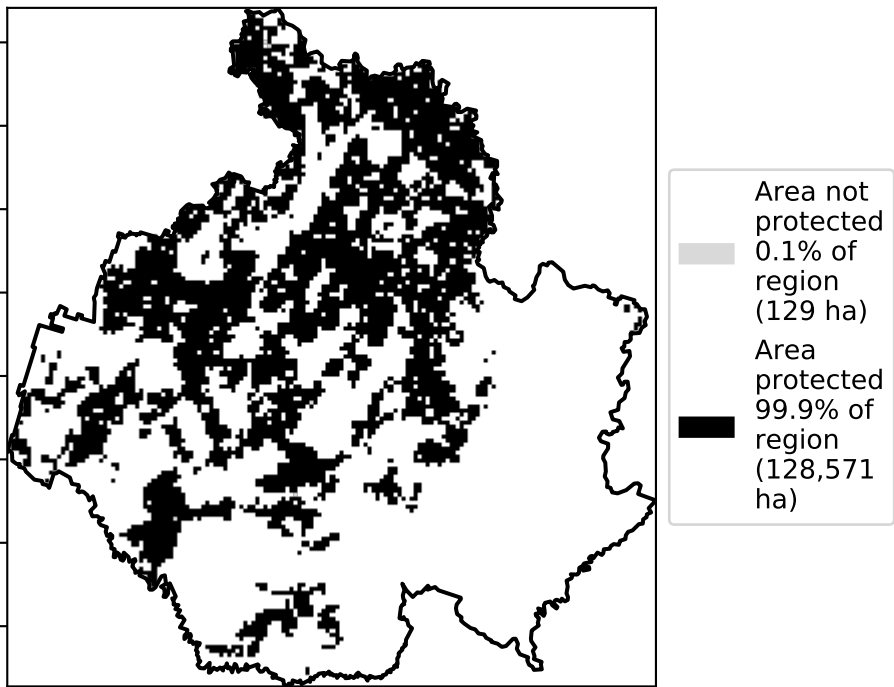 Area not
protected
0.1% of
region
(129 ha)
Area
protected
99.9% of
region
(128,571
ha)